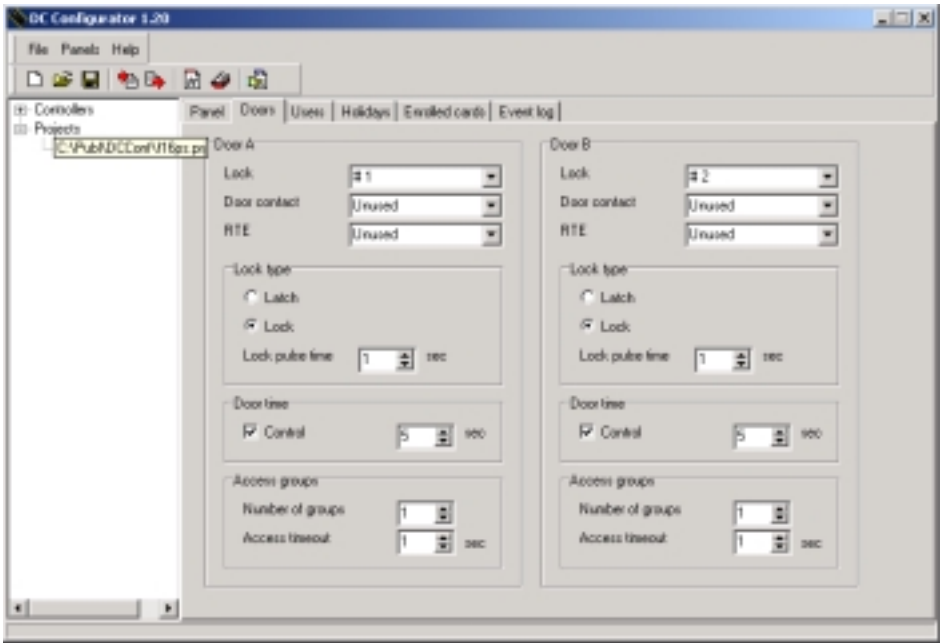 DC Configurator 1.20
File Panels Help
Controllers
Projects
Panel Doors Users Holidays Enrolled cards Event log
Door A
Lock #1
Door contact Unused
RTE Unused
Lock type
Latch
Lock
Lock pulse time 1 sec
Door time
Control 5 sec
Access groups
Number of groups 1
Access timeout 1 sec
Door B
Lock #2
Door contact Unused
RTE Unused
Lock type
Latch
Lock
Lock pulse time 1 sec
Door time
Control 5 sec
Access groups
Number of groups 1
Access timeout 1 sec